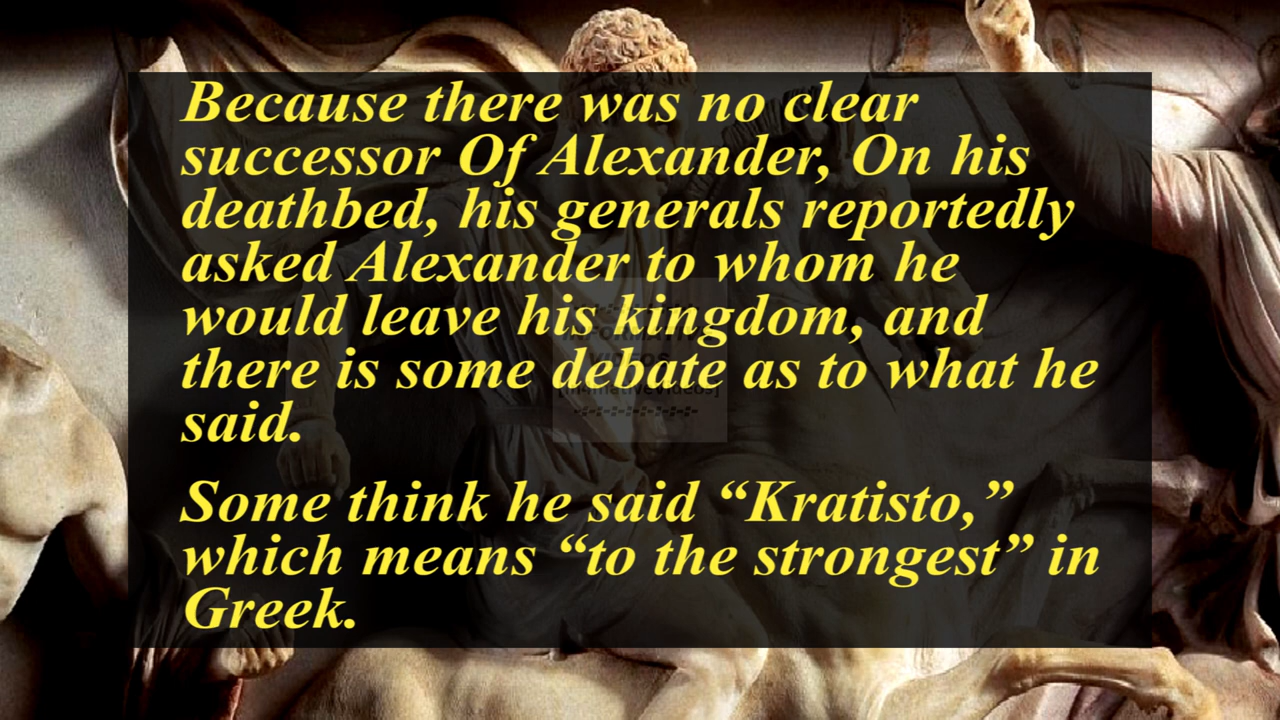 Because there was no clear
successor Of Alexander, On his
deathbed, his generals reportedly
asked Alexander to whom he
would leave his kingdom, and
there is some debate as to what he
said.
Some think he said “Kratisto,”
which means “to the strongest” in
Greek.